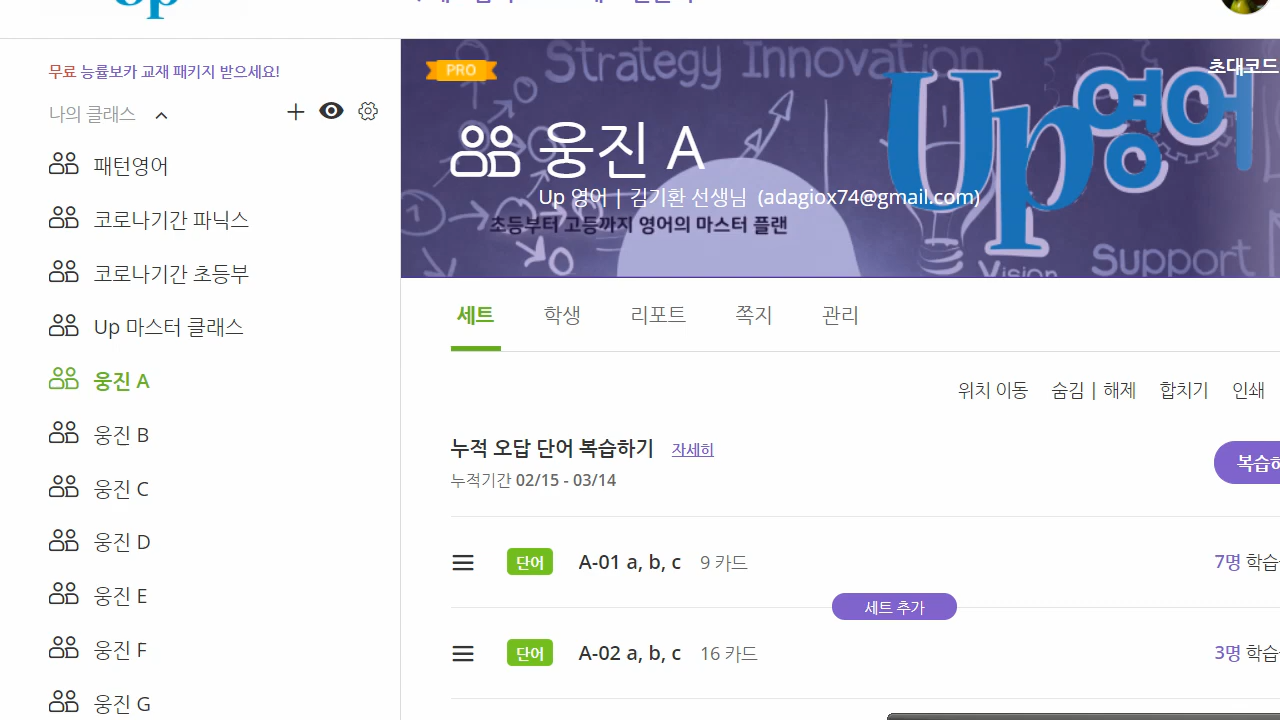 Up
무료 능률보카 교재 패키지 받으세요!
나의 클래스
패턴영어
코로나기간 파닉스
코로나기간 초등부
Up 마스터 클래스
웅진 A
웅진 B
웅진 C
웅진 D
웅진 E
웅진 F
웅진 G
PRO
Strategy Innovation
초대코드
Up영어
웅진 A
Up 영어 | 김기환 선생님 (adagiox74@gmail.com)
초등부터 고등까지 영어의 마스터 플랜
Vision
Support
세트 학생 리포트 쪽지 관리
위치 이동 숨김 | 해제 합치기 인쇄
누적 오답 단어 복습하기 자세히
누적기간 02/15 - 03/14
복습하
단어 A-01 a, b, c 9 카드 7명 학습
세트 추가
단어 A-02 a, b, c 16 카드 3명 학습